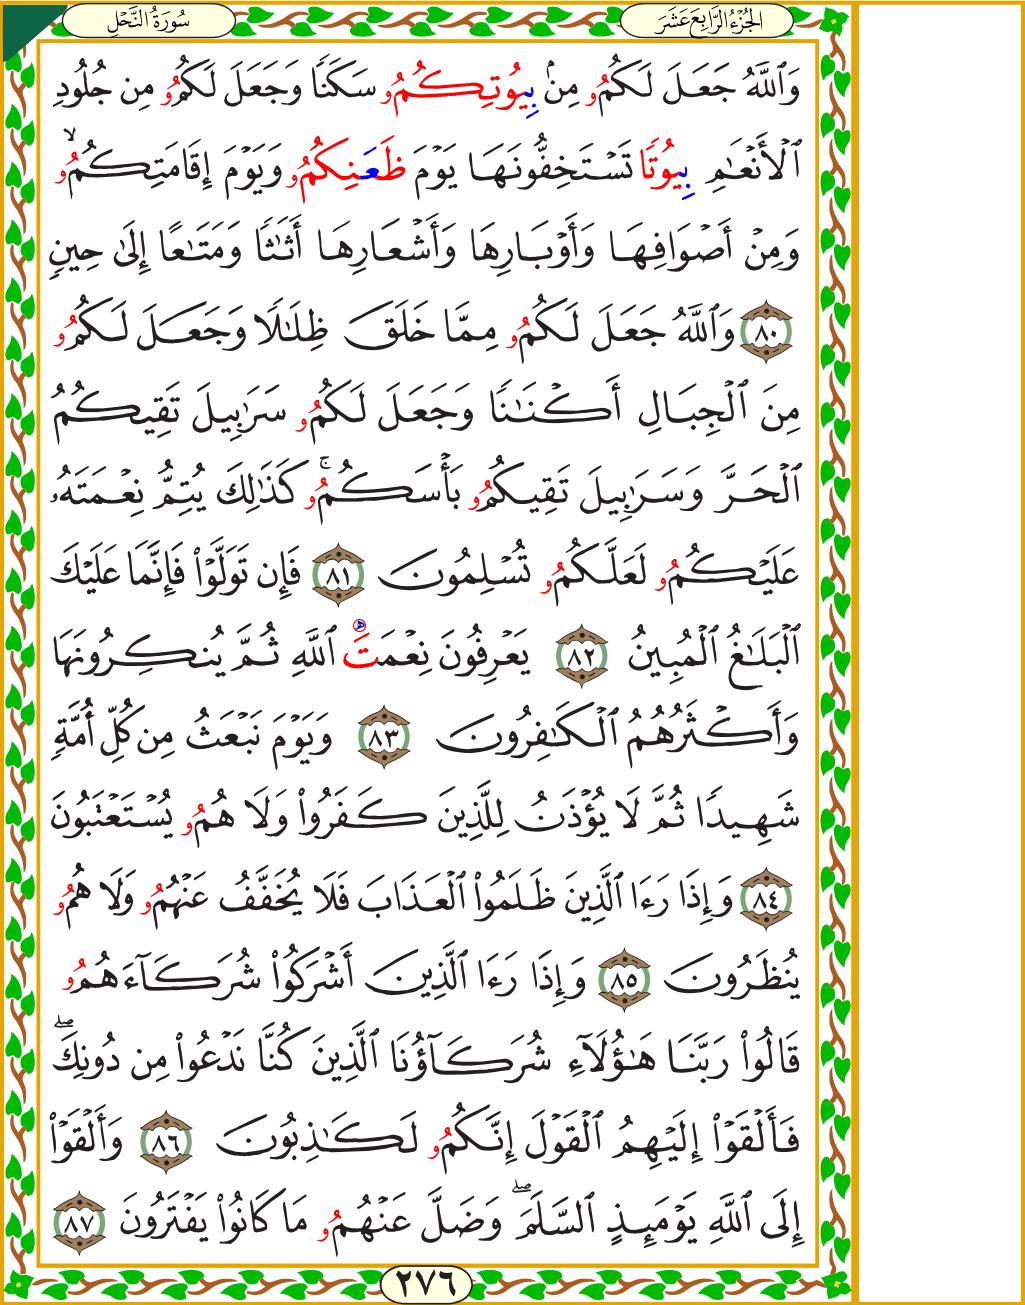 سُورَةُ النَّحْلِ
الجُزْءُ الرَّابِعَ عَشَرَ
وَٱللَّهُ جَعَلَ لَكُمُۥ مِنۢ بِيُوتِكُمُۥ سَكَنٗا وَجَعَلَ لَكُمُۥ مِن جُلُودِ
ٱلۡأَنۡعَٰمِ بِيُوتٗا تَسۡتَخِفُّونَهَا يَوۡمَ ظَعَنِكُمُۥ وَيَوۡمَ إِقَامَتِكُمُۥ ۙ
وَمِنۡ أَصۡوَافِهَا وَأَوۡبَارِهَا وَأَشۡعَارِهَا أَثَٰثٗا وَمَتَٰعًا إِلَىٰ حِينٖ
٨٠ وَٱللَّهُ جَعَلَ لَكُمُۥ مِمَّا خَلَقَ ظِلَٰلٗا وَجَعَلَ لَكُمُۥ
مِنَ ٱلۡجِبَالِ أَكۡنَٰنٗا وَجَعَلَ لَكُمُۥ سَرَٰبِيلَ تَقِيكُمُ
ٱلۡحَرَّ وَسَرَٰبِيلَ تَقِيكُمُۥ بَأۡسَكُمُۥۚ كَذَٰلِكَ يُتِمُّ نِعۡمَتَهُۥ
عَلَيۡكُمُۥ لَعَلَّكُمُۥ تُسۡلِمُونَ ٨١ فَإِن تَوَلَّوۡاْ فَإِنَّمَا عَلَيۡكَ
ٱلۡبَلَٰغُ ٱلۡمُبِينُ ٨٢ يَعۡرِفُونَ نِعۡمَتَ ٱللَّهِ ثُمَّ يُنكِرُونَهَا
وَأَكۡثَرُهُمُ ٱلۡكَٰفِرُونَ ٨٣ وَيَوۡمَ نَبۡعَثُ مِن كُلِّ أُمَّةٖ
شَهِيدٗا ثُمَّ لَا يُؤۡذَنُ لِلَّذِينَ كَفَرُواْ وَلَا هُمُۥ يُسۡتَعۡتَبُونَ
٨٤ وَإِذَا رَءَا ٱلَّذِينَ ظَلَمُواْ ٱلۡعَذَابَ فَلَا يُخَفَّفُ عَنۡهُمُۥ وَلَا هُمُۥ
يُنظَرُونَ ٨٥ وَإِذَا رَءَا ٱلَّذِينَ أَشۡرَكُواْ شُرَكَآءَهُمُۥ
قَالُواْ رَبَّنَا هَٰٓؤُلَآءِ شُرَكَآؤُنَا ٱلَّذِينَ كُنَّا نَدۡعُواْ مِن دُونِكَۖ
فَأَلۡقَوۡاْ إِلَيۡهِمُ ٱلۡقَوۡلَ إِنَّكُمُۥ لَكَٰذِبُونَ ٨٦ وَأَلۡقَوۡاْ
إِلَى ٱللَّهِ يَوۡمَئِذٍ ٱلسَّلَمَۖ وَضَلَّ عَنۡهُمُۥ مَا كَانُواْ يَفۡتَرُونَ ٨٧
٢٧٦